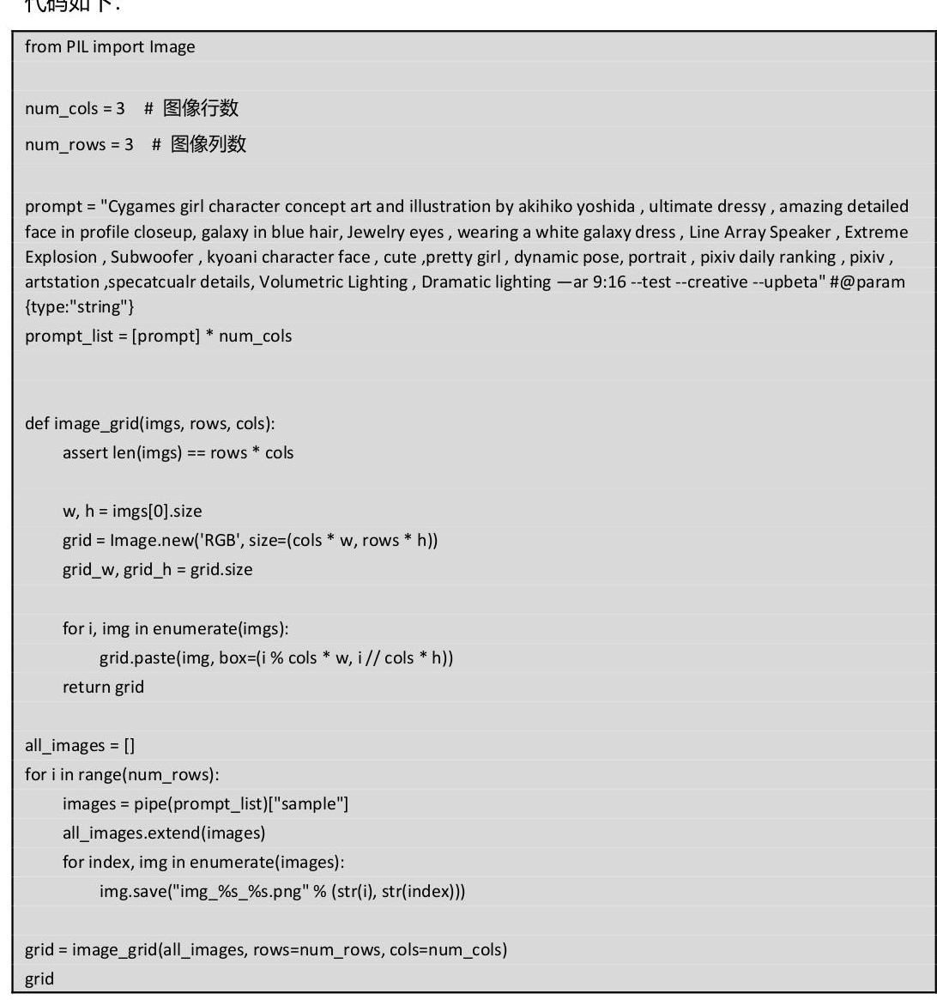 代码如下：
from PIL import Image
num_cols = 3    #  图像行数
num_rows = 3    #  图像列数
prompt = "Cygames girl character concept art and illustration by akihiko yoshida , ultimate dressy , amazing detailed
face in profile closeup, galaxy in blue hair, Jewelry eyes , wearing a white galaxy dress , Line Array Speaker , Extreme
Explosion , Subwoofer , kyoani character face , cute ,pretty girl , dynamic pose, portrait , pixiv daily ranking , pixiv ,
artstation ,specatcualr details, Volumetric Lighting , Dramatic lighting —ar 9:16 --test --creative --upbeta" #@param
{type:"string"}
prompt_list = [prompt] * num_cols
def image_grid(imgs, rows, cols):
assert len(imgs) == rows * cols
w, h = imgs[0].size
grid = Image.new('RGB', size=(cols * w, rows * h))
grid_w, grid_h = grid.size
for i, img in enumerate(imgs):
grid.paste(img, box=(i % cols * w, i // cols * h))
return grid
all_images = []
for i in range(num_rows):
images = pipe(prompt_list)["sample"]
all_images.extend(images)
for index, img in enumerate(images):
img.save("img_%s_%s.png" % (str(i), str(index)))
grid = image_grid(all_images, rows=num_rows, cols=num_cols)
grid